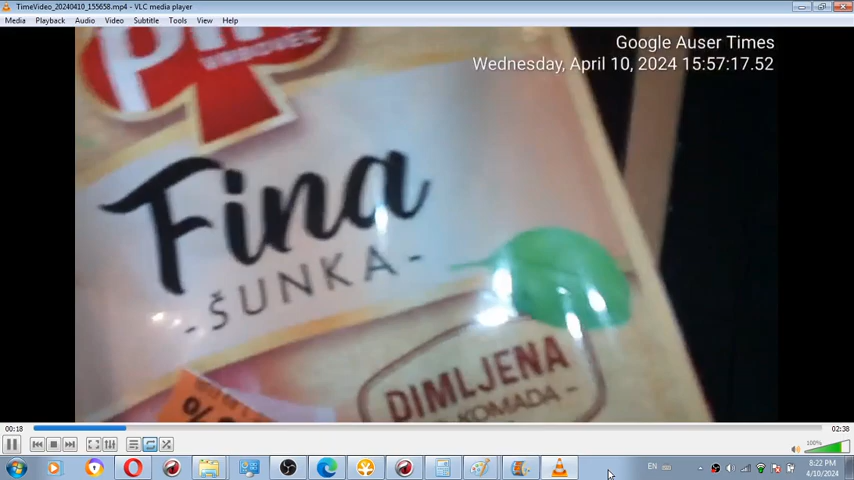 TimeVideo_20240410_155658.mp4 - VLC media player
Media Playback Audio Video Subtitle Tools View Help
Google Auser Times
Wednesday, April 10, 2024 15:57:17.52
VRBOVEC
Fina
-ŠUNKA-
DIMLJENA
KOMADA -
%
00:18
02:38
100%
EN
8:22 PM
4/10/2024